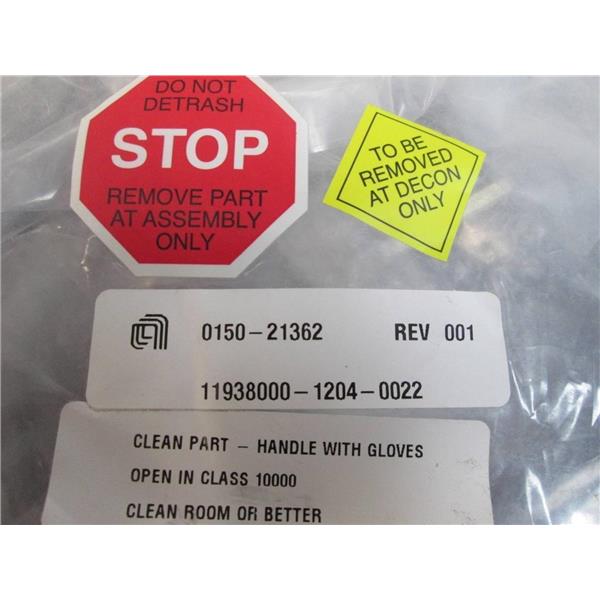 DO NOT
DETRASH
STOP
REMOVE PART
AT ASSEMBLY
ONLY
TO BE
REMOVED
AT DECON
ONLY
0150-21362 REV 001
11938000-1204-0022
CLEAN PART - HANDLE WITH GLOVES
OPEN IN CLASS 10000
CLEAN ROOM OR BETTER